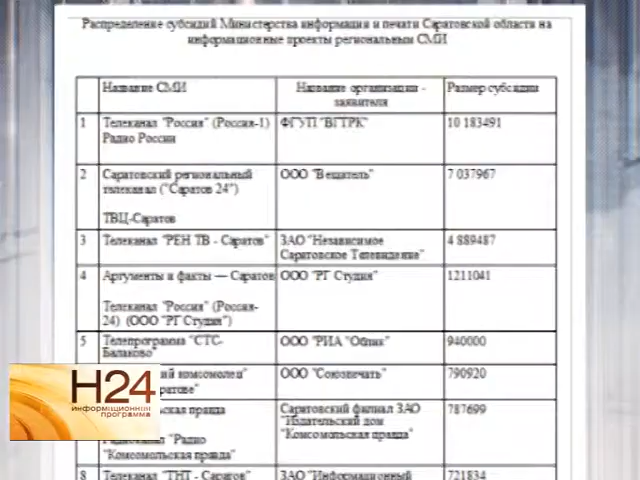 Распределение субсидий Министерства информации и печати Саратовской области на
информационные проекты региональным СМИ
Название СМИ
Название организации -
заявителя
Размер субсидии
1
Телеканал "Россия" (Россия-1)
Радио России
ФГУП "ВГТРК"
10 183491
2
Саратовский региональный
телеканал ("Саратов 24")
ТВЦ-Саратов
ООО "Вещатель"
7 037967
3
Телеканал "РЕН ТВ - Саратов"
ЗАО "Независимое
Саратовское Телевидение"
4 889487
4
Аргументы и факты — Саратов
Телеканал "Россия" (Россия-
24) (ООО "РГ Студия")
ООО "РГ Студия"
1211041
5
Телепрограмма "СТС-
Балаково"
ООО "РИА "Облик"
940000
комсомолец"
ООО "Союзпечать"
790920
правда
"Радио
"Комсомольская правда"
Саратовский филиал ЗАО
"Издательский дом
"Комсомольская правда"
787699
8
Телеканал "ТНТ - Саратов"
ЗАО "Информационный
721834
Н24
информационная
программа